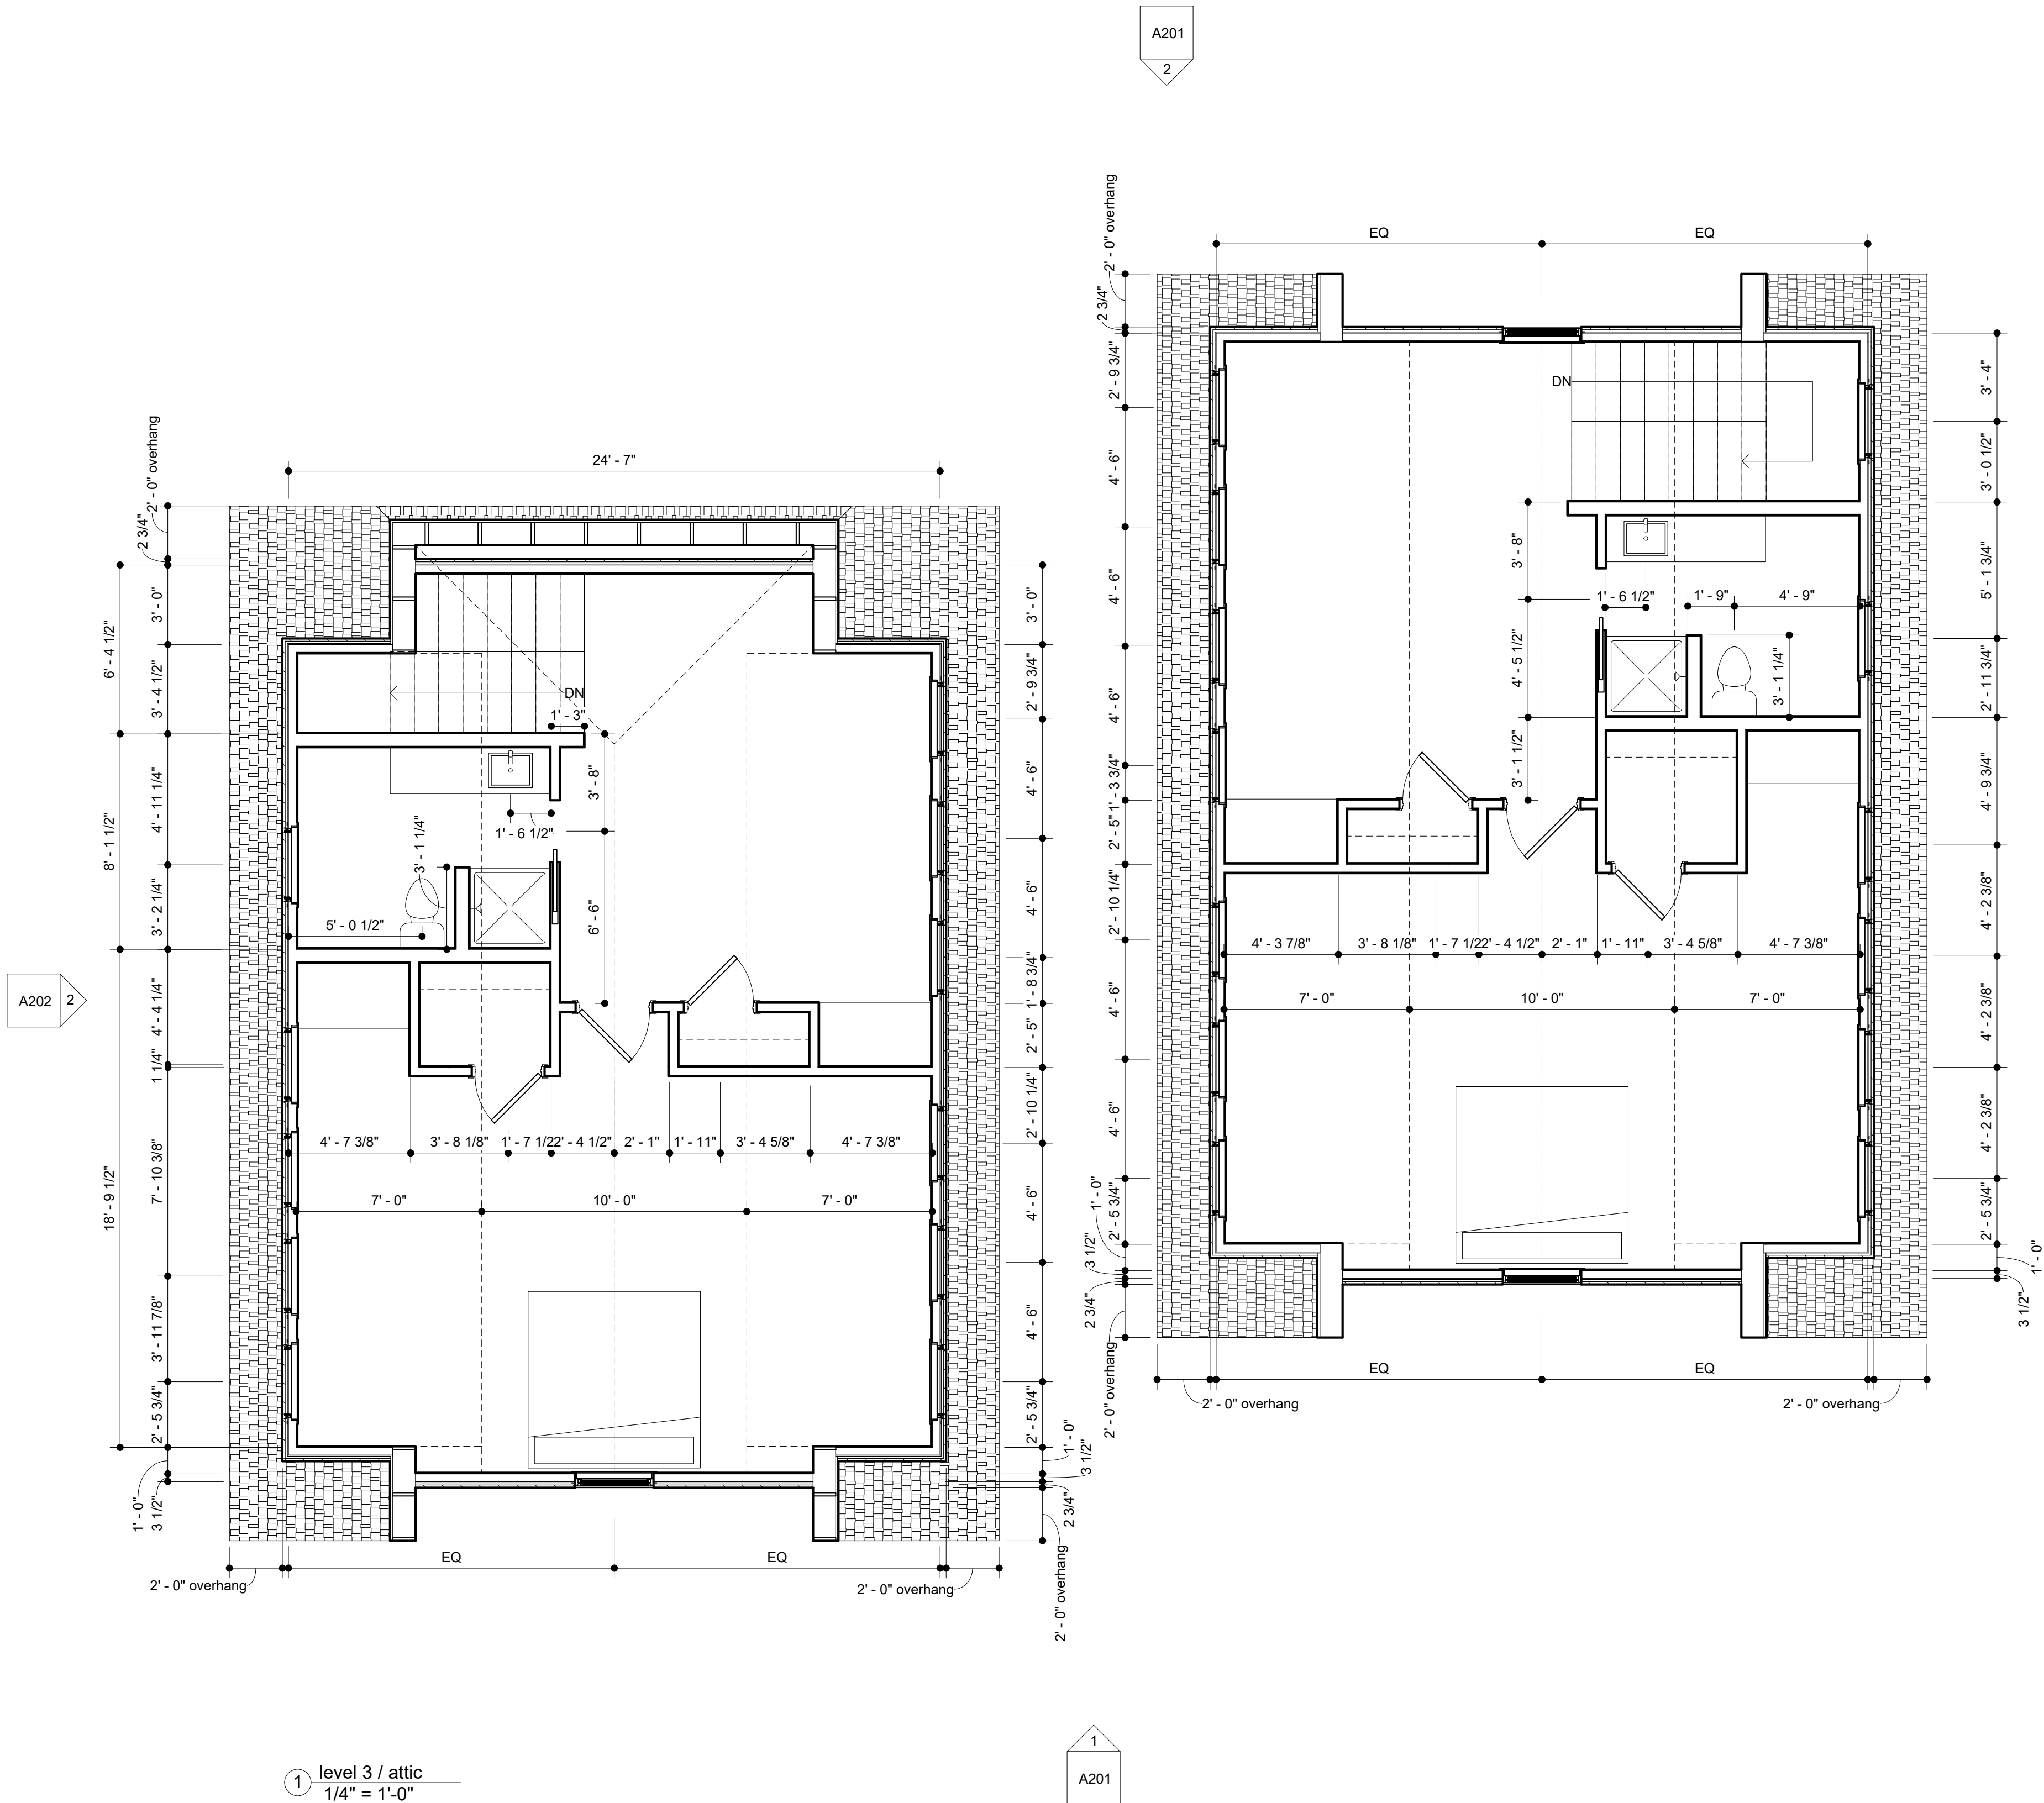 A201
2
2' - 0" overhang
EQ
EQ
2 3/4"
2' - 9 3/4"
4' - 6"
4' - 6"
4' - 6"
1' - 3 3/4"
2' - 5"
2' - 10 1/4"
4' - 6"
4' - 6"
2' - 5 3/4"
1' - 0"
3 1/2"
2 3/4"
2' - 0" overhang
DN
3' - 8"
4' - 5 1/2"
3' - 1 1/2"
1' - 6 1/2"
1' - 9"
4' - 9"
3' - 1 1/4"
3' - 4"
3' - 0 1/2"
5' - 1 3/4"
2' - 11 3/4"
4' - 9 3/4"
4' - 2 3/8"
4' - 2 3/8"
4' - 2 3/8"
2' - 5 3/4"
1' - 0"
3 1/2"
4' - 3 7/8"
3' - 8 1/8"
1' - 7 1/2
2' - 4 1/2"
2' - 1"
1' - 11"
3' - 4 5/8"
4' - 7 3/8"
7' - 0"
10' - 0"
7' - 0"
EQ
EQ
2' - 0" overhang
2' - 0" overhang
2' - 0" overhang
24' - 7"
2 3/4"
6' - 4 1/2"
8' - 1 1/2"
18' - 9 1/2"
3' - 0"
3' - 4 1/2"
4' - 11 1/4"
3' - 2 1/4"
4' - 4 1/4"
1 1/4"
7' - 10 3/8"
3' - 11 7/8"
2' - 5 3/4"
1' - 0"
3 1/2"
DN
1' - 3"
3' - 8"
1' - 6 1/2"
3' - 1 1/4"
5' - 0 1/2"
6' - 6"
3' - 0"
2' - 9 3/4"
4' - 6"
4' - 6"
1' - 8 3/4"
2' - 5"
2' - 10 1/4"
4' - 6"
4' - 6"
2' - 5 3/4"
1' - 0"
3 1/2"
2 3/4"
2' - 0" overhang
4' - 7 3/8"
3' - 8 1/8"
1' - 7 1/2
2' - 4 1/2"
2' - 1"
1' - 11"
3' - 4 5/8"
4' - 7 3/8"
7' - 0"
10' - 0"
7' - 0"
EQ
EQ
2' - 0" overhang
2' - 0" overhang
A202
2
1
A201
1
level 3 / attic
1/4" = 1'-0"